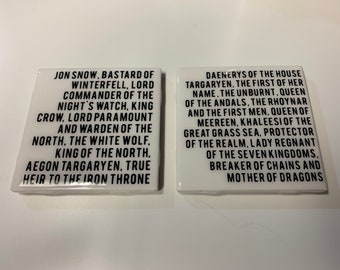 JON SNOW, BASTARD OF
WINTERFELL, LORD
COMMANDER OF THE
NIGHT'S WATCH, KING
CROW, LORD PARAMOUNT
AND WARDEN OF THE
NORTH, THE WHITE WOLF,
KING OF THE NORTH,
AEGON TARGARYEN, TRUE
HEIR TO THE IRON THRONE
DAENERYS OF THE HOUSE
TARGARYEN, THE FIRST OF HER
NAME, THE UNBURNT, QUEEN
OF THE ANDALS, THE RHOYNAR
AND THE FIRST MEN, QUEEN OF
MEEREEN, KHALEESI OF THE
GREAT GRASS SEA, PROTECTOR
OF THE REALM, LADY REGNANT
OF THE SEVEN KINGDOMS,
BREAKER OF CHAINS AND
MOTHER OF DRAGONS